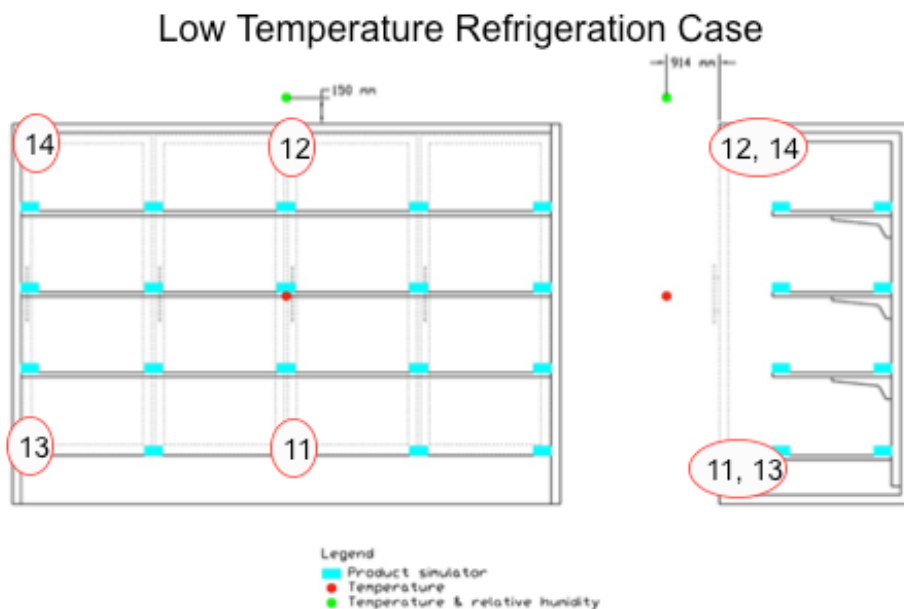 Low Temperature Refrigeration Case
914 mm
150 mm
14
12
12, 14
13
11
11, 13
Legend
Product simulator
Temperature
Temperature & relative humidity